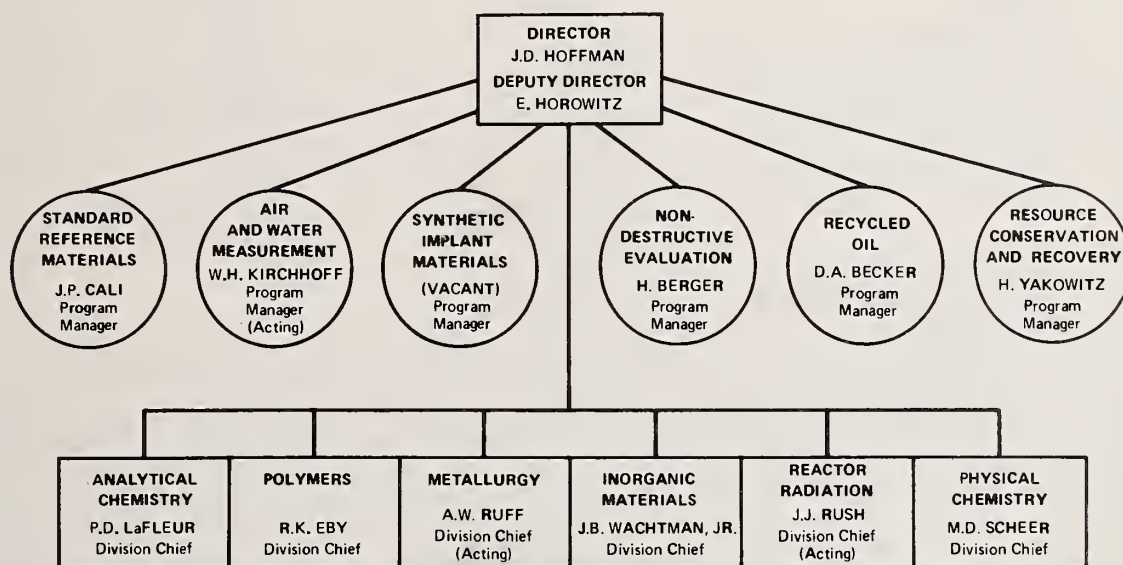 DIRECTOR
J.D. HOFFMAN
DEPUTY DIRECTOR
E. HOROWITZ
STANDARD
REFERENCE
MATERIALS
J.P. CALI
Program
Manager
AIR
AND WATER
MEASUREMENT
W.H. KIRCHHOFF
Program
Manager
(Acting)
SYNTHETIC
IMPLANT
MATERIALS
(VACANT)
Program
Manager
NON-
DESTRUCTIVE
EVALUATION
H. BERGER
Program
Manager
RECYCLED
OIL
D.A. BECKER
Program
Manager
RESOURCE
CONSERVATION
AND RECOVERY
H. YAKOWITZ
Program
Manager
ANALYTICAL
CHEMISTRY
P.D. LaFLEUR
Division Chief
POLYMERS
R.K. EBY
Division Chief
METALLURGY
A.W. RUFF
Division Chief
(Acting)
INORGANIC
MATERIALS
J.B. WACHTMAN, JR.
Division Chief
REACTOR
RADIATION
J.J. RUSH
Division Chief
(Acting)
PHYSICAL
CHEMISTRY
M.D. SCHEER
Division Chief